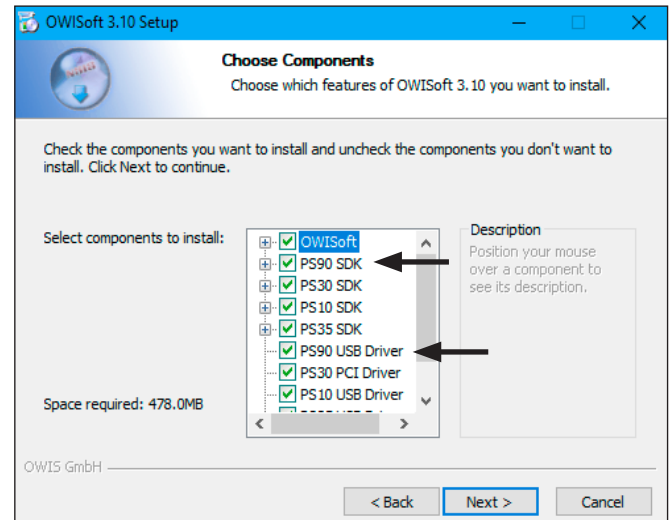 OWISoft 3.10 Setup
Choose Components
Choose which features of OWISoft 3.10 you want to install.
Check the components you want to install and uncheck the components you don't want to
install. Click Next to continue.
Select components to install:
OWISoft
PS90 SDK
PS30 SDK
PS10 SDK
PS35 SDK
PS90 USB Driver
PS30 PCI Driver
PS10 USB Driver
Description
Position your mouse
over a component to
see its description.
Space required: 478.0MB
OWIS GmbH
< Back
Next >
Cancel